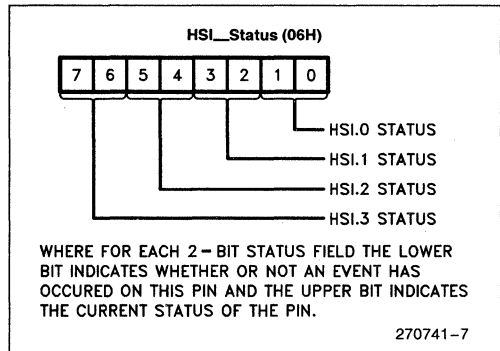 HSI__Status (06H)
7 6 5 4 3 2 1 0
HSI.0 STATUS
HSI.1 STATUS
HSI.2 STATUS
HSI.3 STATUS
WHERE FOR EACH 2-BIT STATUS FIELD THE LOWER
BIT INDICATES WHETHER OR NOT AN EVENT HAS
OCCURED ON THIS PIN AND THE UPPER BIT INDICATES
THE CURRENT STATUS OF THE PIN.
270741-7